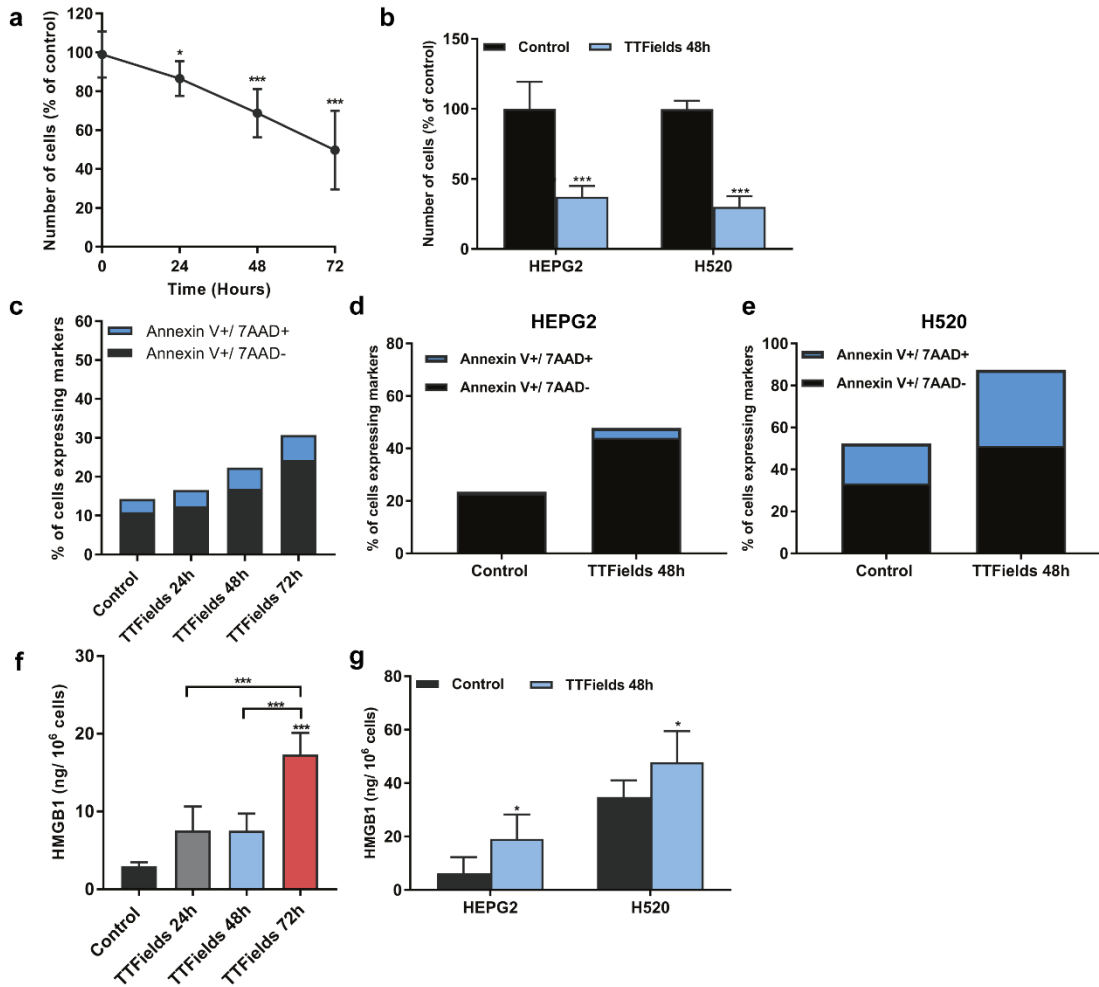 a
Number of cells (% of control)
120
100
80
60
40
20
0
*
***
***
0 24 48 72
Time (Hours)
b
Number of cells (% of control)
150
100
50
0
Control TTFields 48h
*** ***
HEPG2 H520
c
% of cells expressing markers
60
50
40
30
20
10
0
Annexin V+/ 7AAD+
Annexin V+/ 7AAD-
Control TTFields 24h TTFields 48h TTFields 72h
d
HEPG2
% of cells expressing markers
80
60
40
20
0
Annexin V+/ 7AAD+
Annexin V+/ 7AAD-
Control TTFields 48h
e
H520
% of cells expressing markers
100
80
60
40
20
0
Annexin V+/ 7AAD+
Annexin V+/ 7AAD-
Control TTFields 48h
f
HMGB1 (ng/ 10⁶ cells)
30
20
10
0
***
***
***
Control TTFields 24h TTFields 48h TTFields 72h
g
HMGB1 (ng/ 10⁶ cells)
80
60
40
20
0
Control TTFields 48h
* *
HEPG2 H520